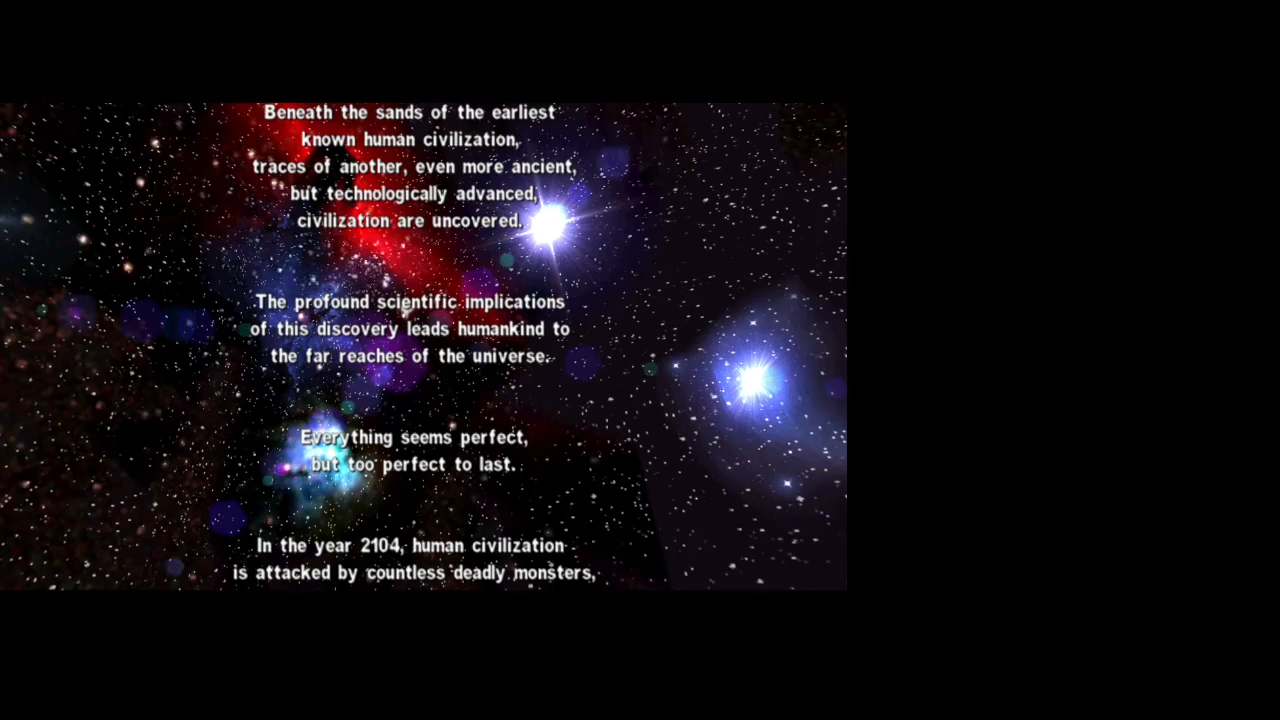 Beneath the sands of the earliest
known human civilization,
traces of another, even more ancient,
but technologically advanced,
civilization are uncovered.
The profound scientific implications
of this discovery leads humankind to
the far reaches of the universe.
Everything seems perfect,
but too perfect to last.
In the year 2104, human civilization
is attacked by countless deadly monsters,